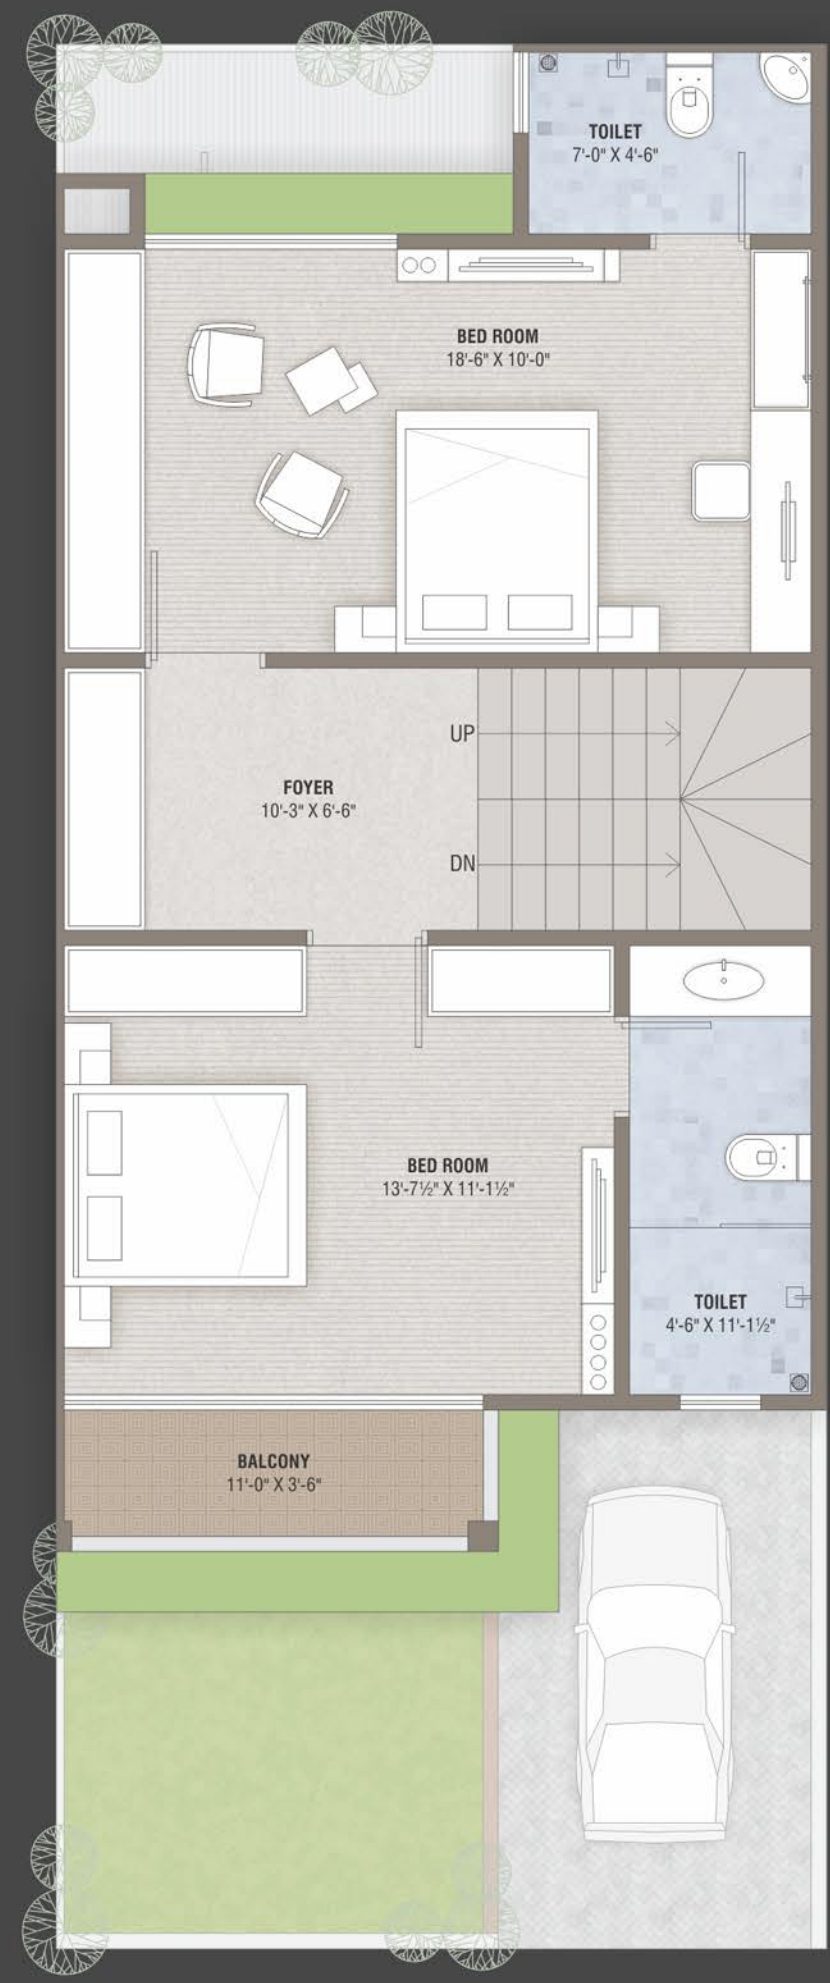 TOILET
7'-0" X 4'-6"
BED ROOM
18'-6" X 10'-0"
UP
FOYER
10'-3" X 6'-6"
DN
BED ROOM
13'-7½" X 11'-1½"
TOILET
4'-6" X 11'-1½"
BALCONY
11'-0" X 3'-6"